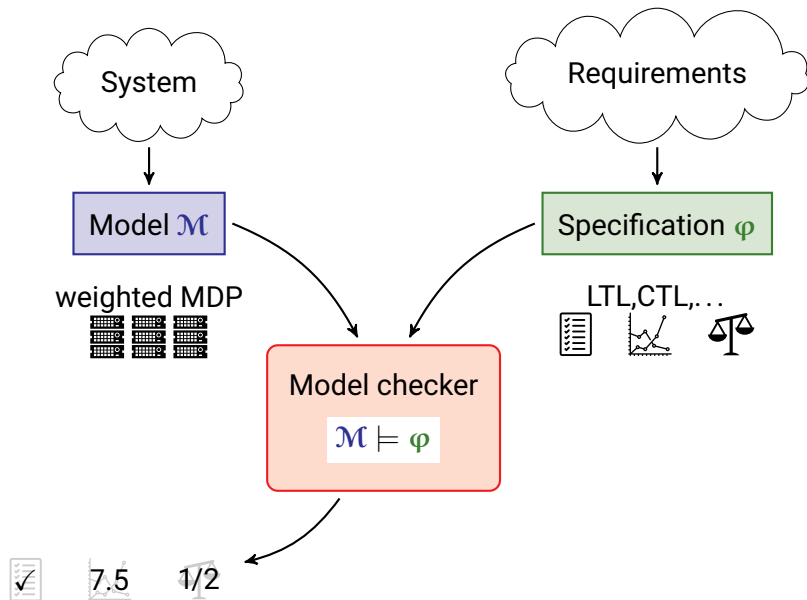 System
Requirements
Model ℳ
Specification φ
weighted MDP
LTL,CTL,...
Model checker
ℳ ⊨ φ
✓ 7.5 1/2